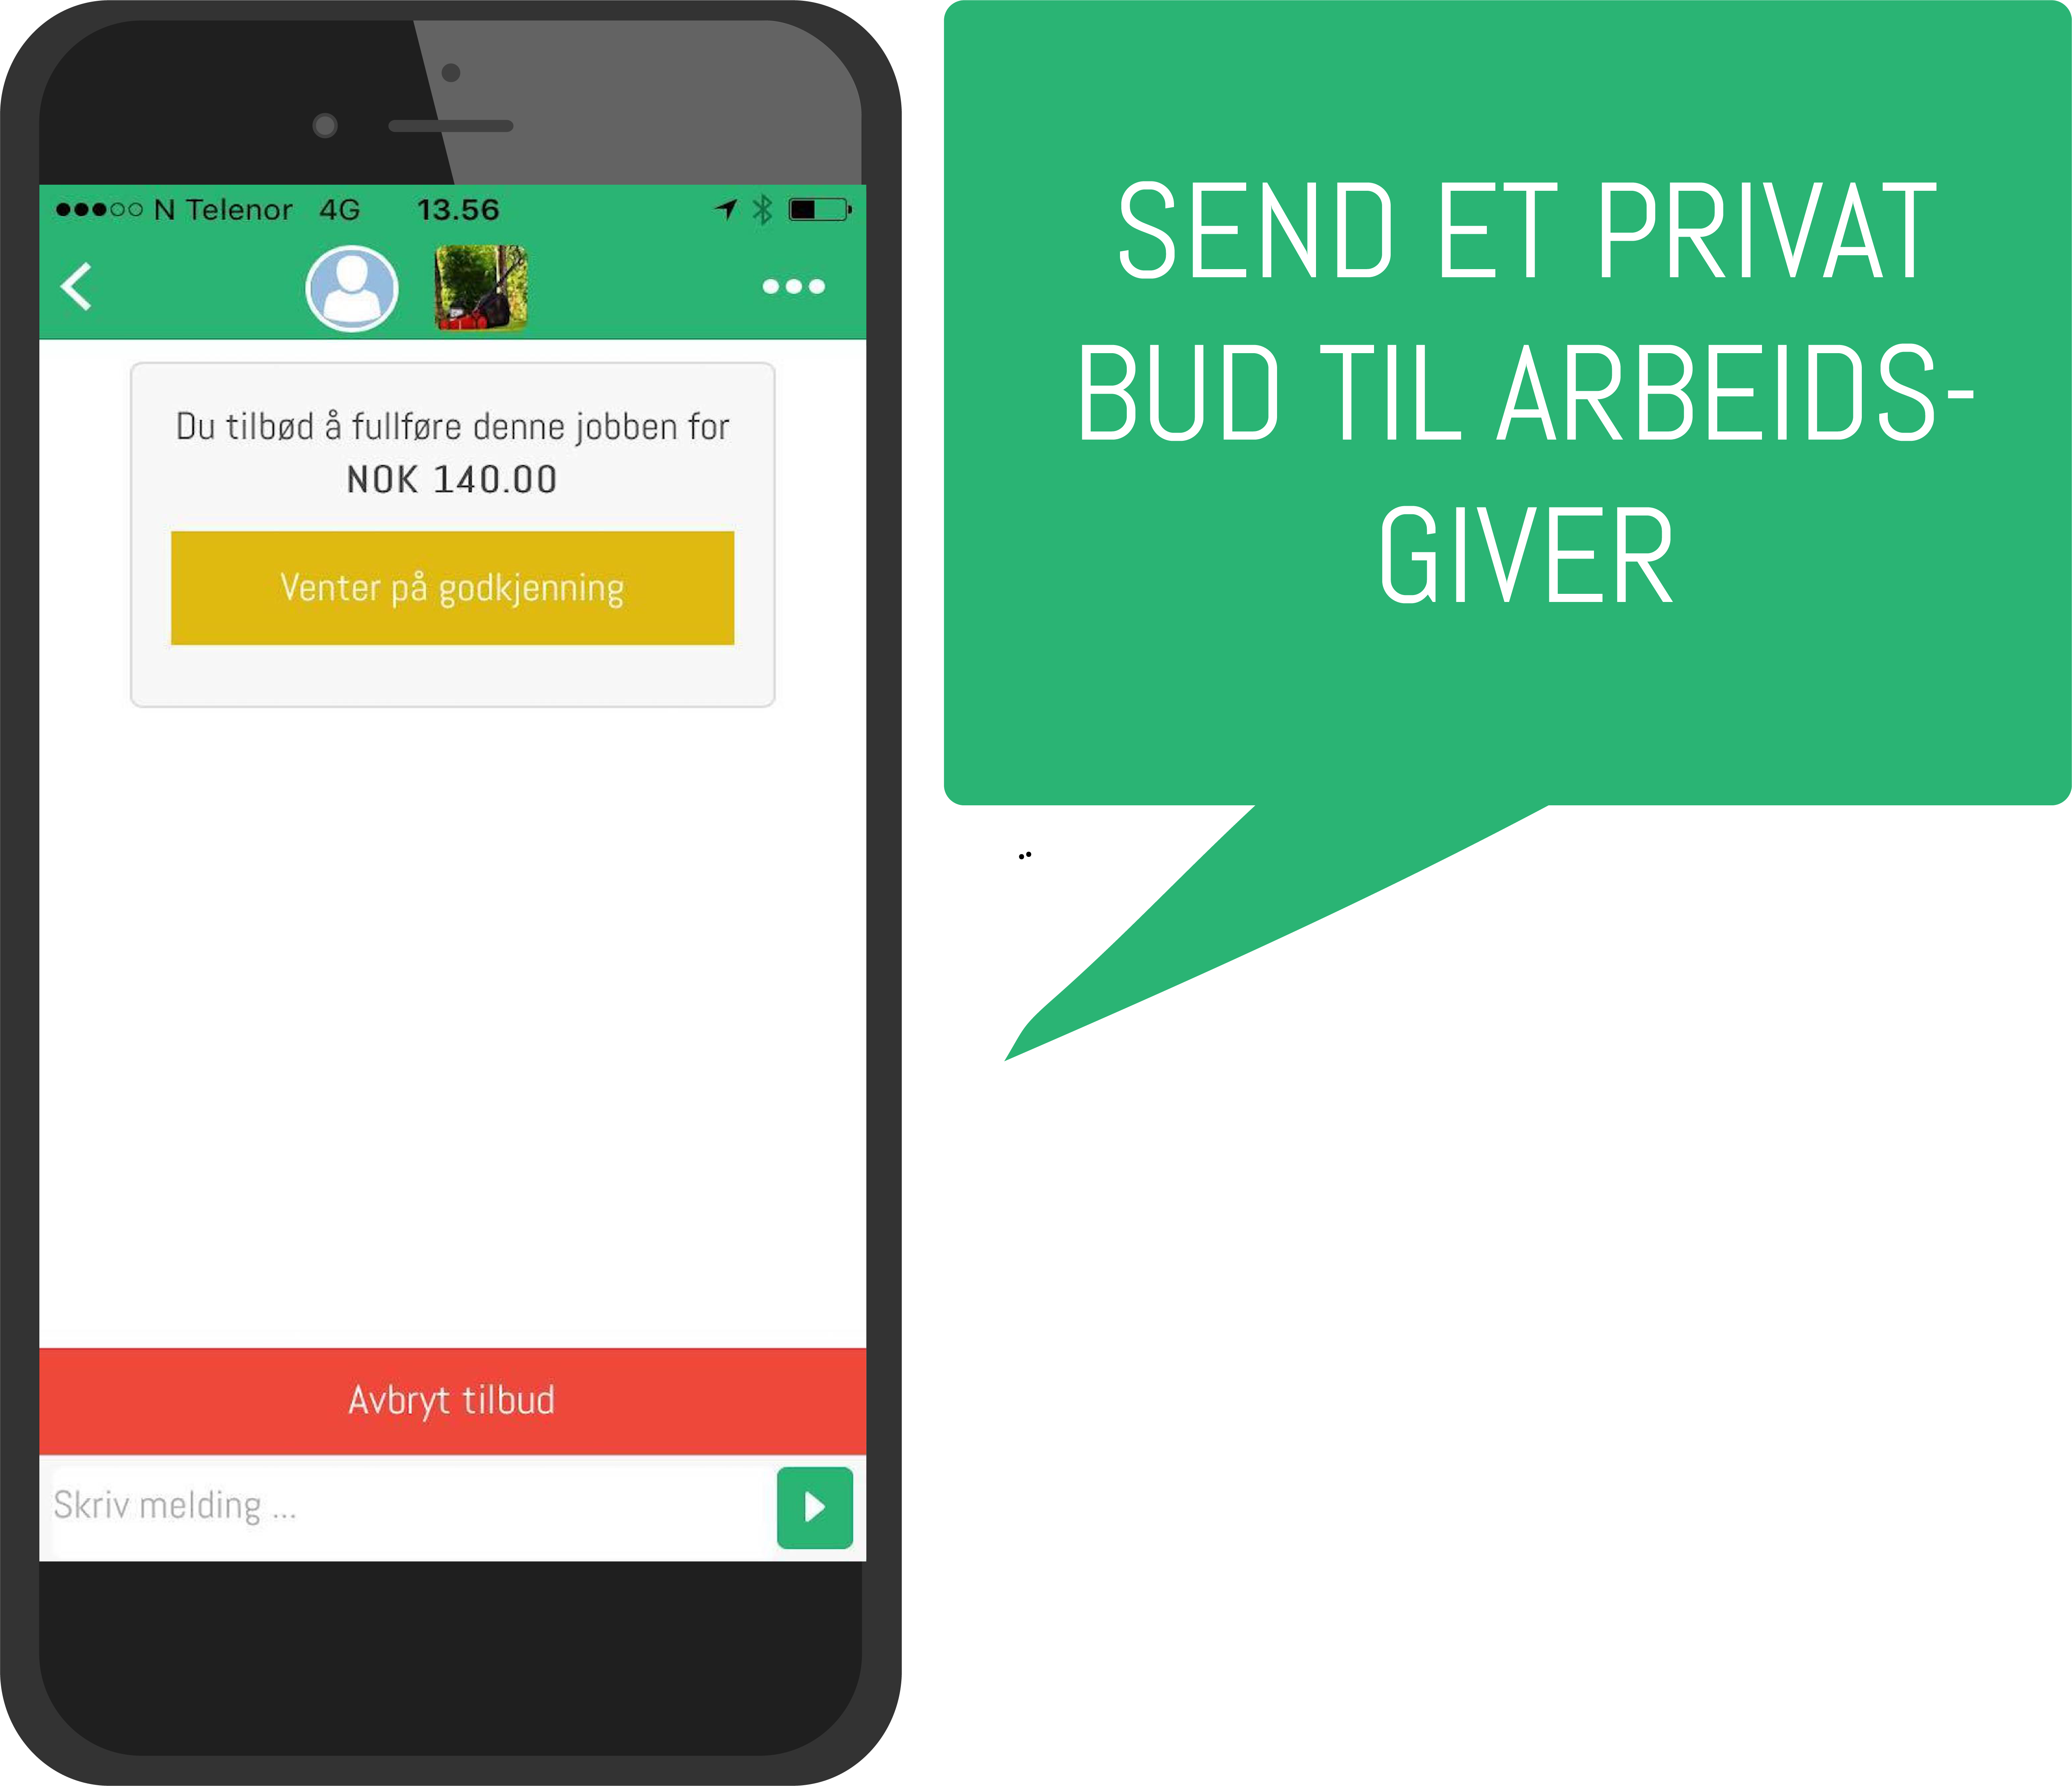 N Telenor 4G 13.56
Du tilbød å fullføre denne jobben for
NOK 140.00
Venter på godkjenning
Avbryt tilbud
Skriv melding ...
SEND ET PRIVAT
BUD TIL ARBEIDS-
GIVER